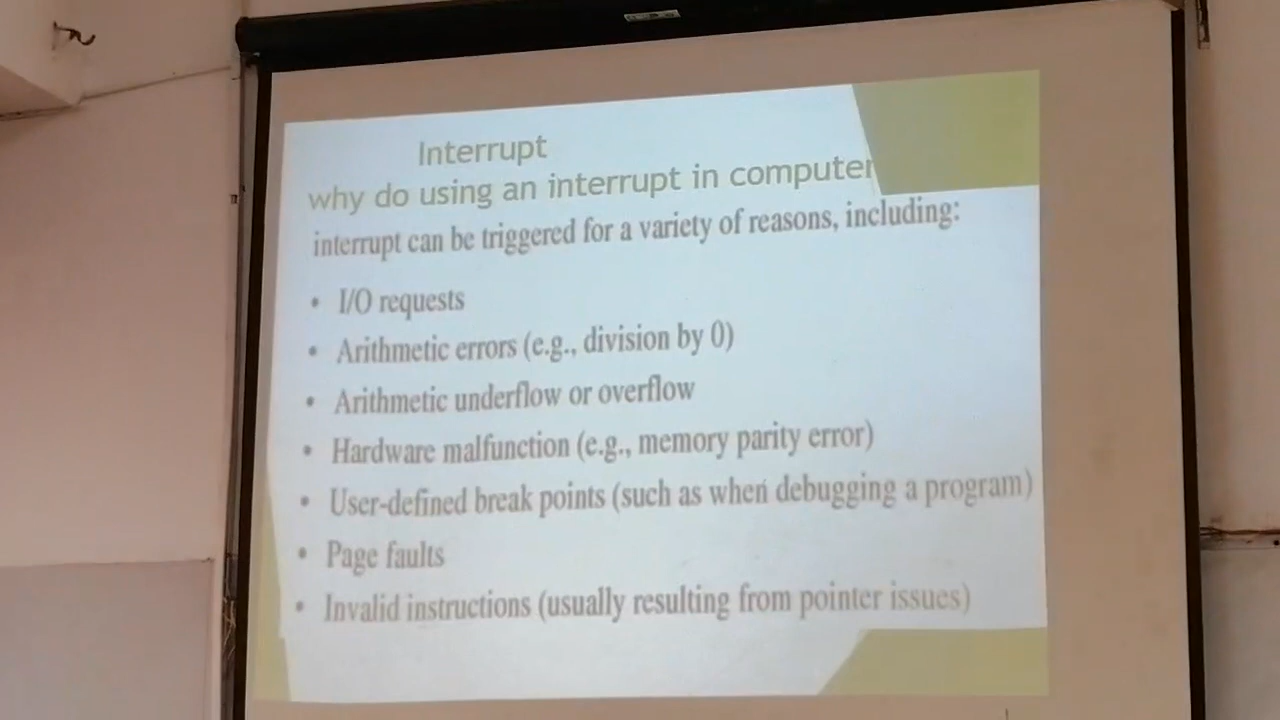 Interrupt
why do using an interrupt in computer
interrupt can be triggered for a variety of reasons, including:
• I/O requests
• Arithmetic errors (e.g., division by 0)
• Arithmetic underflow or overflow
• Hardware malfunction (e.g., memory parity error)
• User-defined break points (such as when debugging a program)
• Page faults
• Invalid instructions (usually resulting from pointer issues)